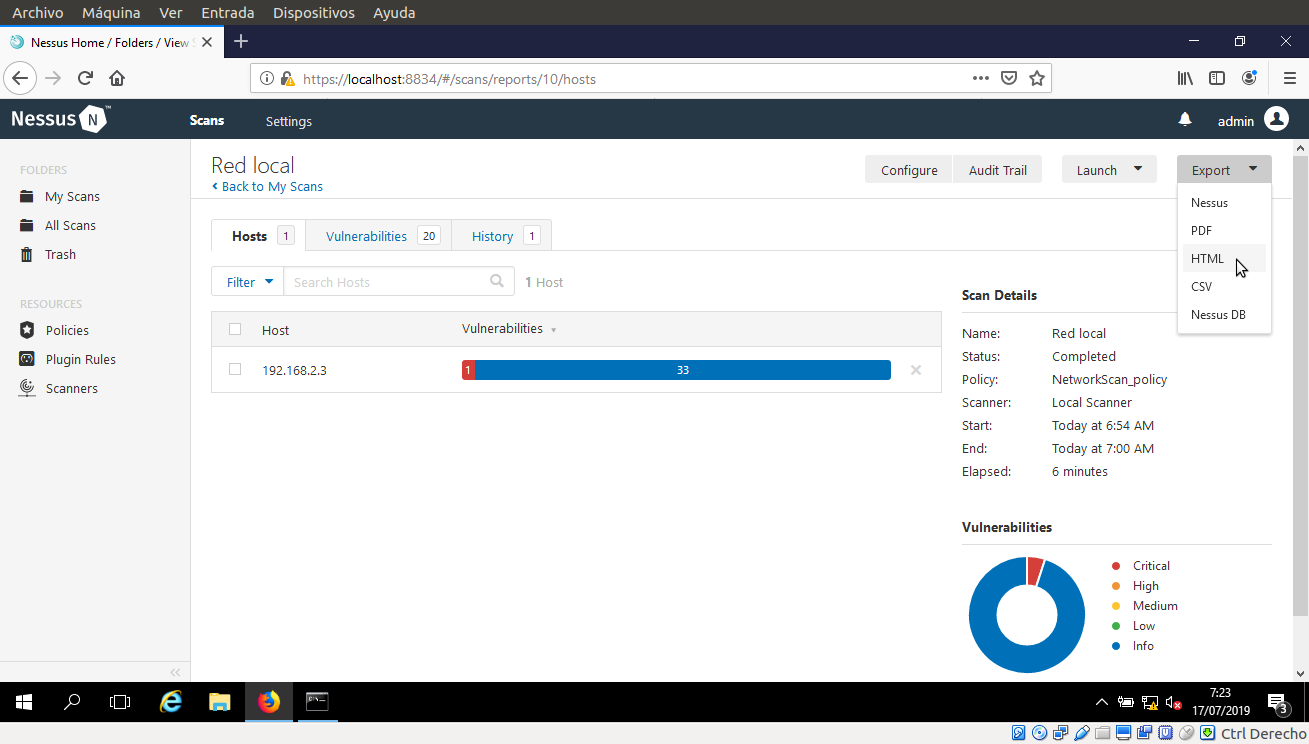 Archivo Máquina Ver Entrada Dispositivos Ayuda
Nessus Home / Folders / View
https://localhost:8834/#/scans/reports/10/hosts
Nessus N ™ Scans Settings admin
FOLDERS
My Scans
All Scans
Trash
RESOURCES
Policies
Plugin Rules
Scanners
Red local
Back to My Scans
Configure Audit Trail Launch Export
Nessus
PDF
HTML
CSV
Nessus DB
Hosts 1 Vulnerabilities 20 History 1
Filter Search Hosts 1 Host
Host Vulnerabilities
192.168.2.3 1 33
Scan Details
Name: Red local
Status: Completed
Policy: NetworkScan_policy
Scanner: Local Scanner
Start: Today at 6:54 AM
End: Today at 7:00 AM
Elapsed: 6 minutes
Vulnerabilities
Critical
High
Medium
Low
Info
7:23
17/07/2019
3
Ctrl Derecho